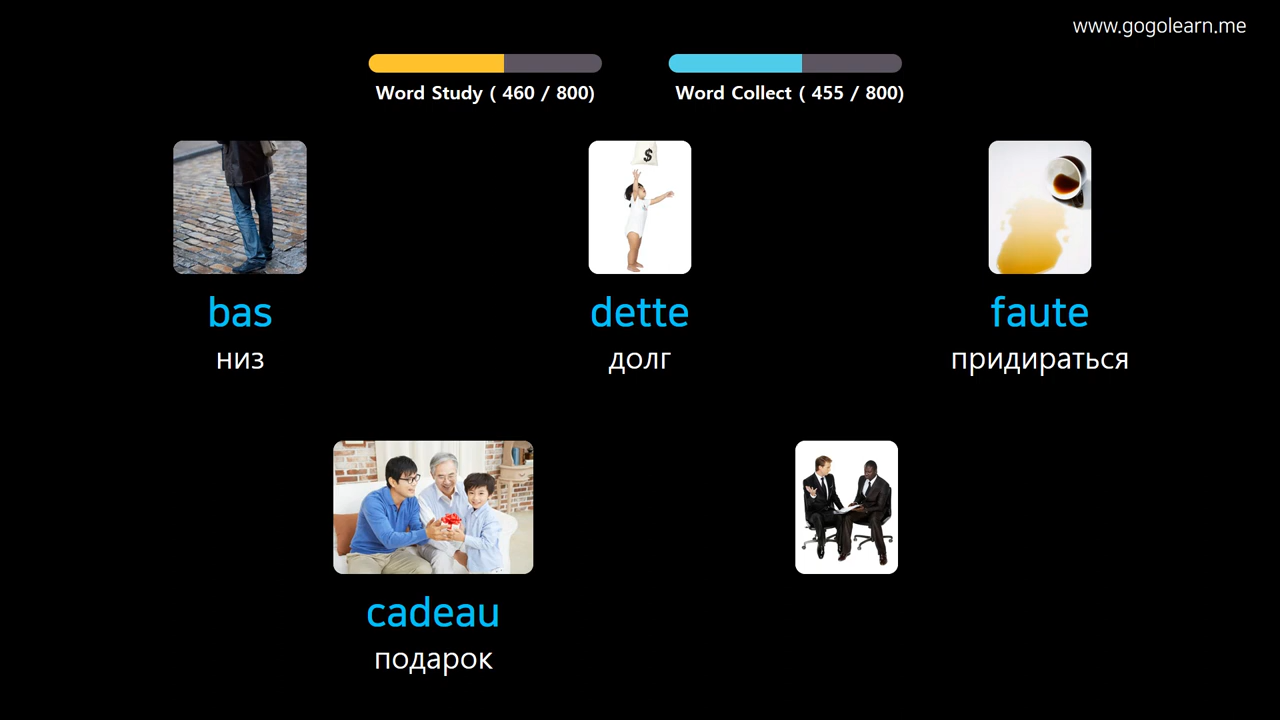 www.gogolearn.me
Word Study ( 460 / 800)
Word Collect ( 455 / 800)
$
bas
dette
faute
низ
долг
придираться
cadeau
подарок